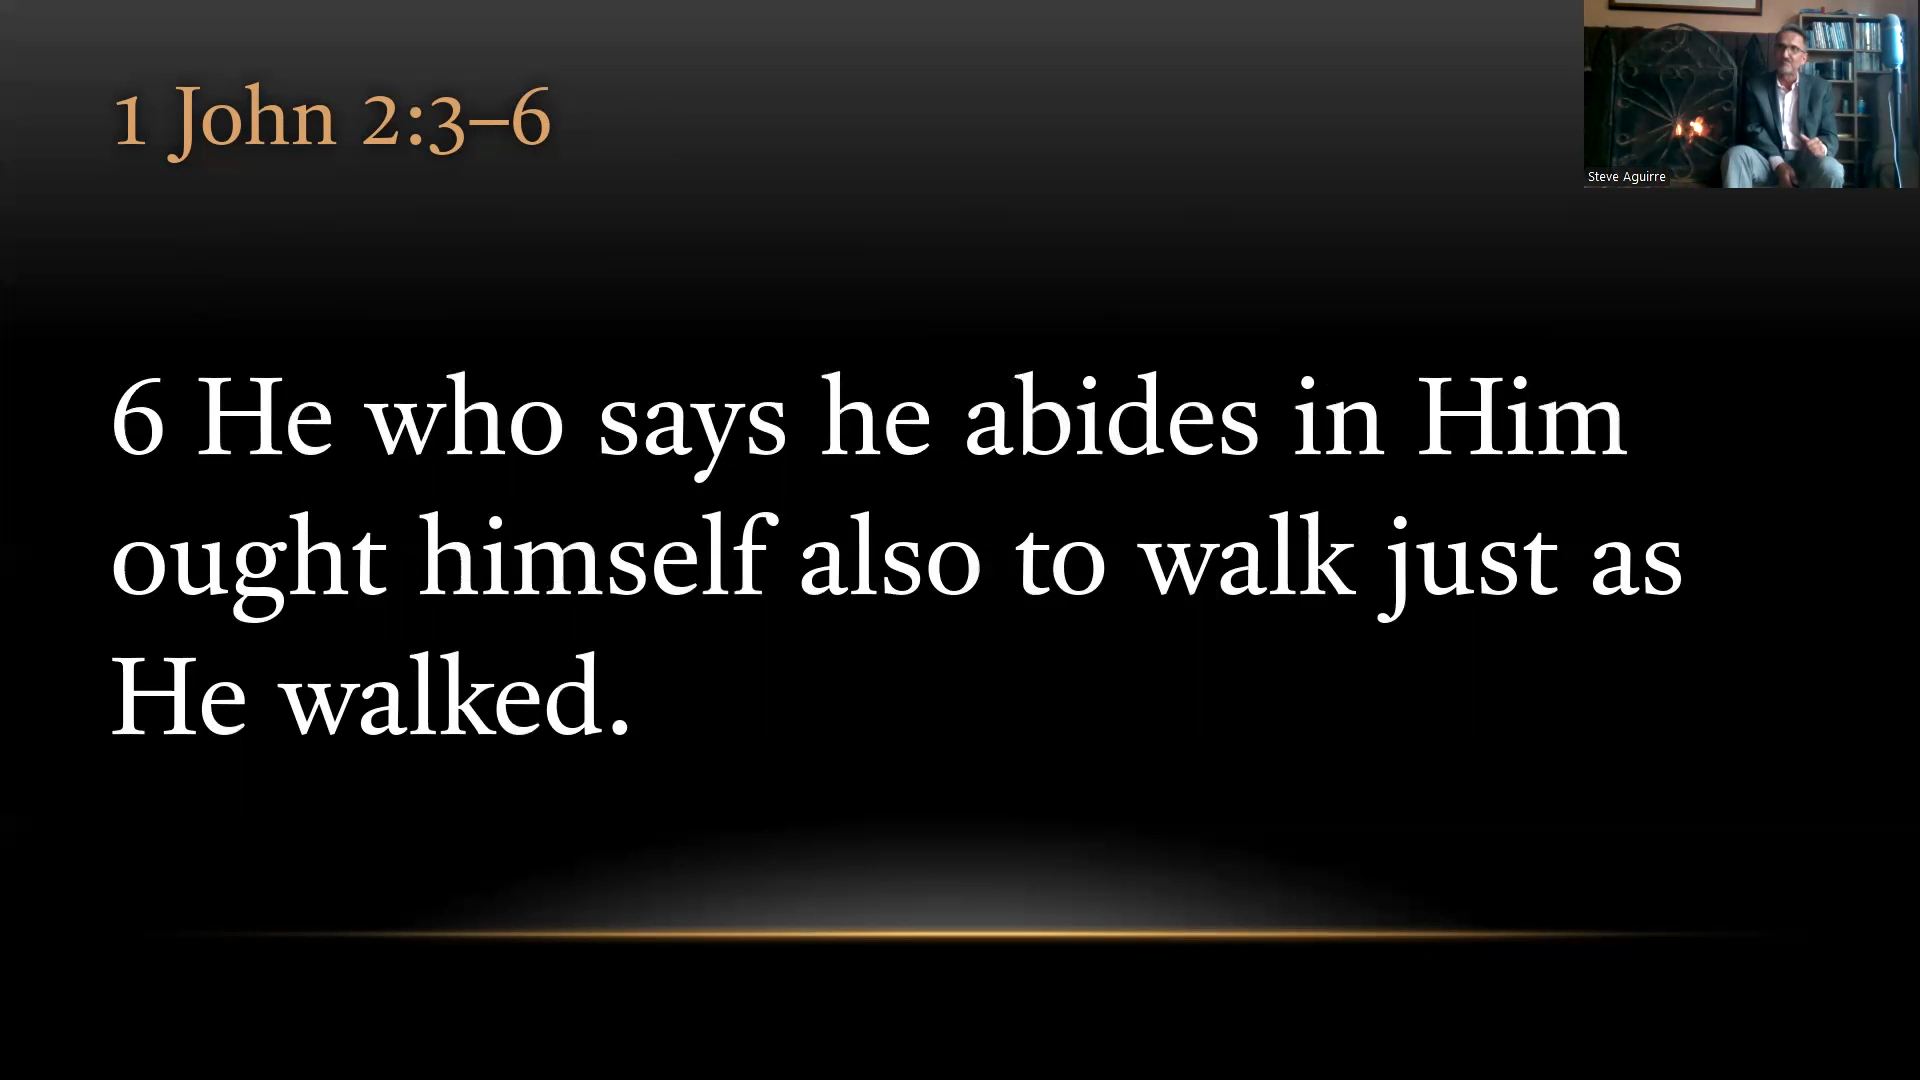 1 John 2:3–6
Steve Aguirre
6 He who says he abides in Him
ought himself also to walk just as
He walked.